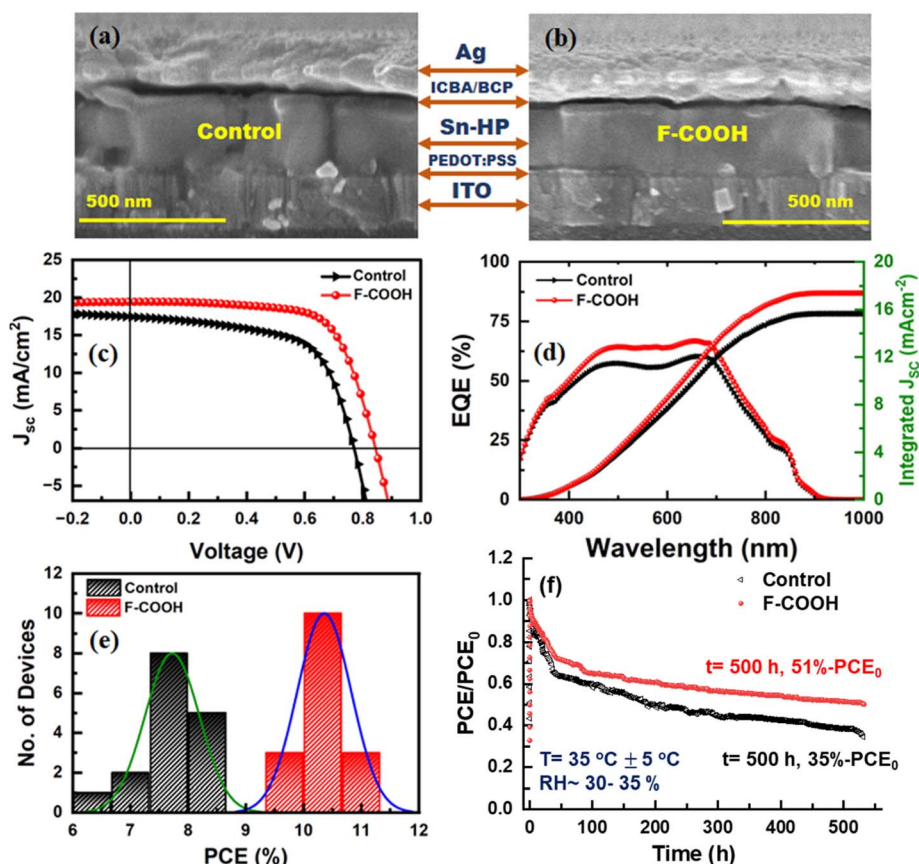 (a)
Control
500 nm
Ag
ICBA/BCP
Sn-HP
PEDOT:PSS
ITO
(b)
F-COOH
500 nm
25
20
15
10
5
0
−5
−0.2
0.0
0.2
0.4
0.6
0.8
1.0
Jsc (mA/cm²)
Voltage (V)
Control
F-COOH
(c)
100
75
50
25
0
400
600
800
1000
20
16
12
8
4
0
EQE (%)
Wavelength (nm)
Integrated JSC (mAcm⁻²)
Control
F-COOH
(d)
12
10
8
6
4
2
0
6
7
8
9
10
11
12
No. of Devices
PCE (%)
Control
F-COOH
(e)
1.2
1.0
0.8
0.6
0.4
0.2
0.0
0
100
200
300
400
500
PCE/PCE₀
Time (h)
(f)
Control
F-COOH
t= 500 h, 51%-PCE₀
t= 500 h, 35%-PCE₀
T= 35 °C ± 5 °C
RH~ 30- 35 %